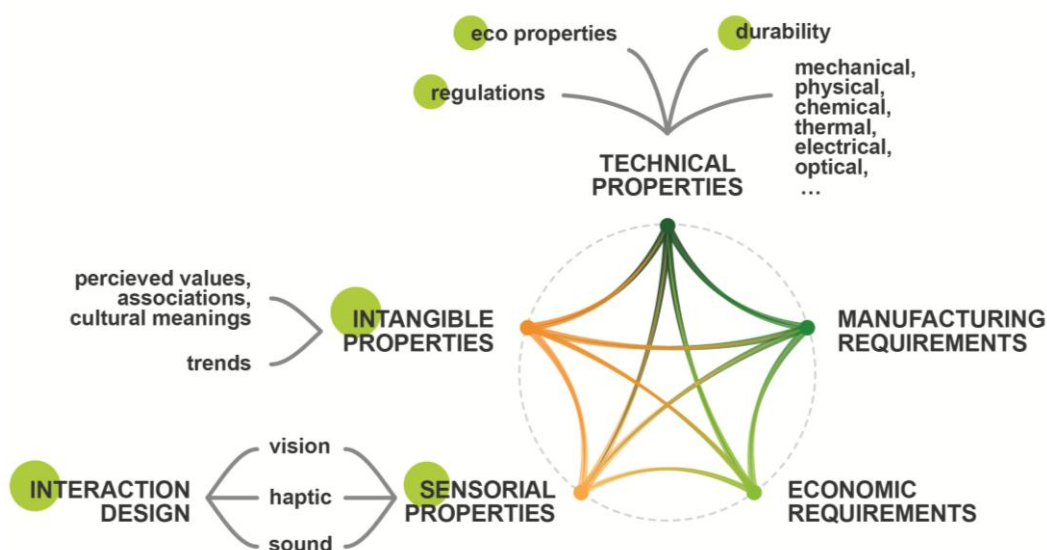 eco properties
durability
regulations
mechanical,
physical,
chemical,
thermal,
electrical,
optical,
...
TECHNICAL
PROPERTIES
percieved values,
associations,
cultural meanings
trends
INTANGIBLE
PROPERTIES
MANUFACTURING
REQUIREMENTS
vision
haptic
sound
INTERACTION
DESIGN
SENSORIAL
PROPERTIES
ECONOMIC
REQUIREMENTS